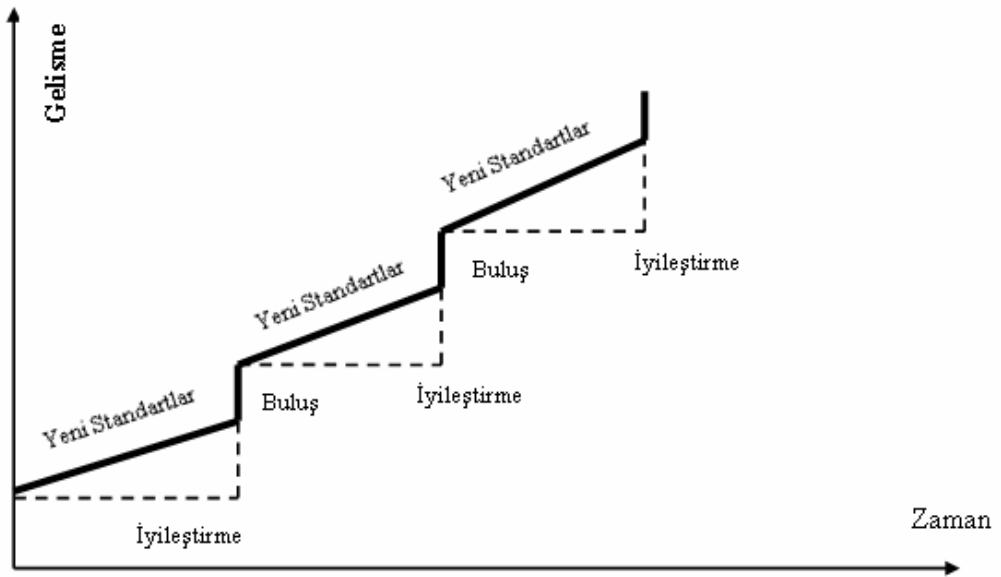 Gelisme
Yeni Standartlar
Buluş
İyileştirme
Yeni Standartlar
Buluş
İyileştirme
Yeni Standartlar
İyileştirme
Zaman